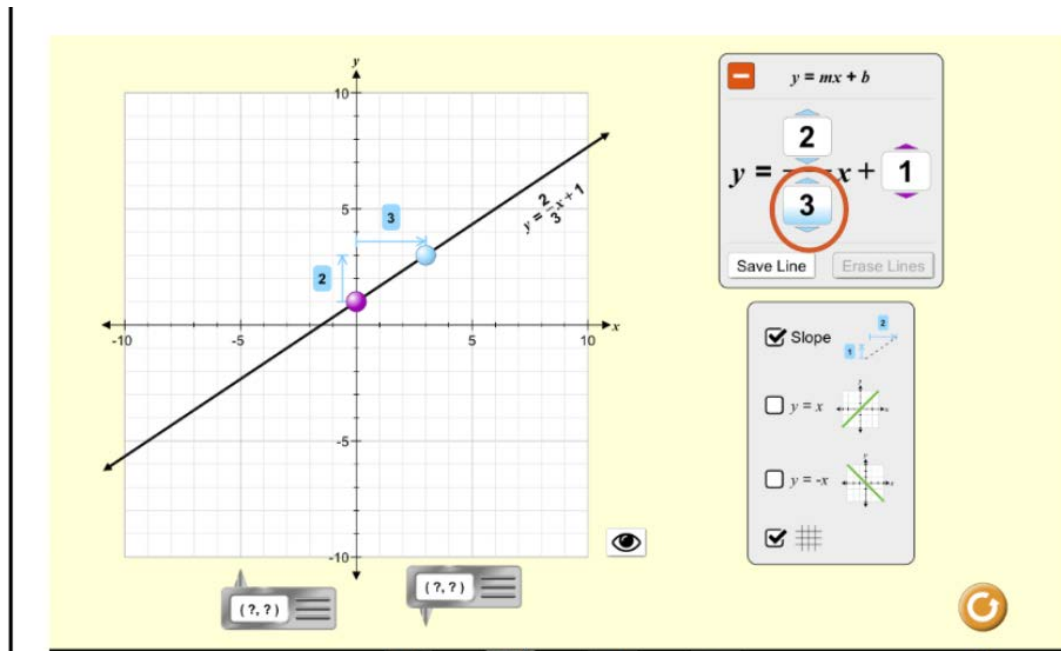 y
10
5
-5
-10
-10
-5
5
10
x
3
2
y = 2/3 x + 1
(?, ?)
(?, ?)
y = mx + b
y = 2/3 x + 1
Save Line
Erase Lines
Slope
2
1
y = x
y = -x